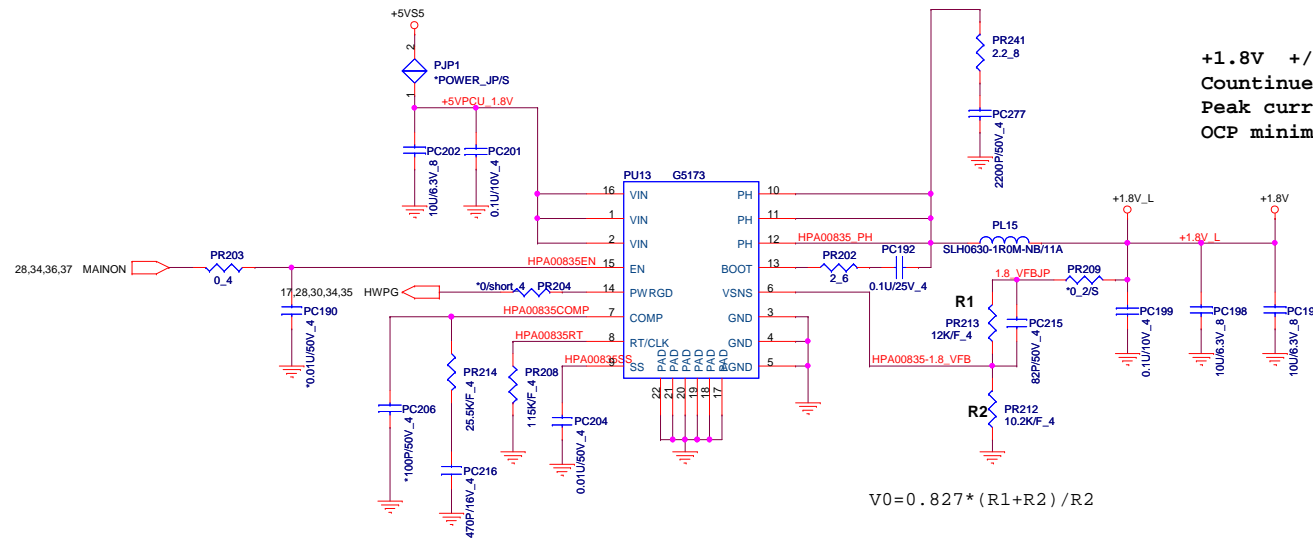 +5VS5
2
PJP1
*POWER_JP/S
1
+5VPCU_1.8V
PC202
10U/6.3V_8
PC201
0.1U/10V_4
PR241
2.2_8
PC277
2200P/50V_4
+1.8V +/
Countinue
Peak curr
OCP minim
PU13 G5173
16 VIN
1 VIN
2 VIN
15 EN
14 PWRGD
7 COMP
8 RT/CLK
9 SS
PH 10
PH 11
PH 12
BOOT 13
VSNS 6
GND 3
GND 4
AGND 5
PAD PAD PAD PAD PAD PAD
22 21 20 19 18 17
28,34,36,37 MAINON
PR203
0_4
HPA00835EN
17,28,30,34,35 HWPG
*0/short_4 PR204
PC190
*0.01U/50V_4
HPA00835COMP
HPA00835RT
HPA00835SS
PC206
*100P/50V_4
PR214
25.5K/F_4
PC216
470P/16V_4
PR208
115K/F_4
PC204
0.01U/50V_4
HPA00835_PH
PL15
SLH0630-1R0M-NB/11A
PR202
2_6
PC192
0.1U/25V_4
+1.8V_L
+1.8V
+1.8V_L
1.8_VFBJP
PR209
*0_2/S
R1
PR213
12K/F_4
PC215
82P/50V_4
HPA00835-1.8_VFB
R2
PR212
10.2K/F_4
PC199
0.1U/10V_4
PC198
10U/6.3V_8
PC19
10U/6.3V_8
V0=0.827*(R1+R2)/R2